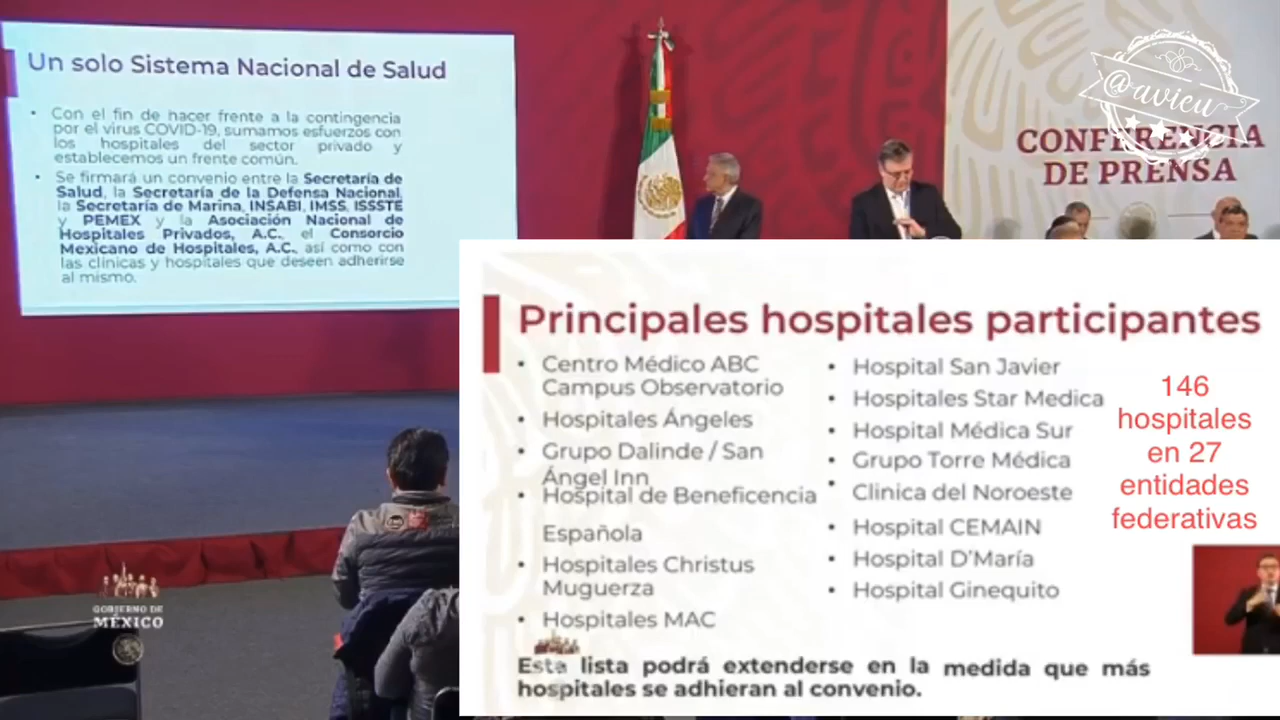 Un solo Sistema Nacional de Salud
• Con el fin de hacer frente a la contingencia
por el virus COVID-19, sumamos esfuerzos con
los hospitales del sector privado y
establecemos un frente común.
• Se firmará un convenio entre la Secretaría de
Salud, la Secretaría de la Defensa Nacional,
la Secretaría de Marina, INSABI, IMSS, ISSSTE
y PEMEX y la Asociación Nacional de
Hospitales Privados, A.C., el Consorcio
Mexicano de Hospitales, A.C., así como con
las clínicas y hospitales que deseen adherirse
al mismo.
@avieu
CONFERENCIA
DE PRENSA
Principales hospitales participantes
• Centro Médico ABC
Campus Observatorio
• Hospitales Ángeles
• Grupo Dalinde / San
Ángel Inn
• Hospital de Beneficencia
Española
• Hospitales Christus
Muguerza
• Hospitales MAC
• Hospital San Javier
• Hospitales Star Medica
• Hospital Médica Sur
• Grupo Torre Médica
• Clinica del Noroeste
• Hospital CEMAIN
• Hospital D'María
• Hospital Ginequito
146
hospitales
en 27
entidades
federativas
Esta lista podrá extenderse en la medida que más
hospitales se adhieran al convenio.
GOBIERNO DE
MÉXICO